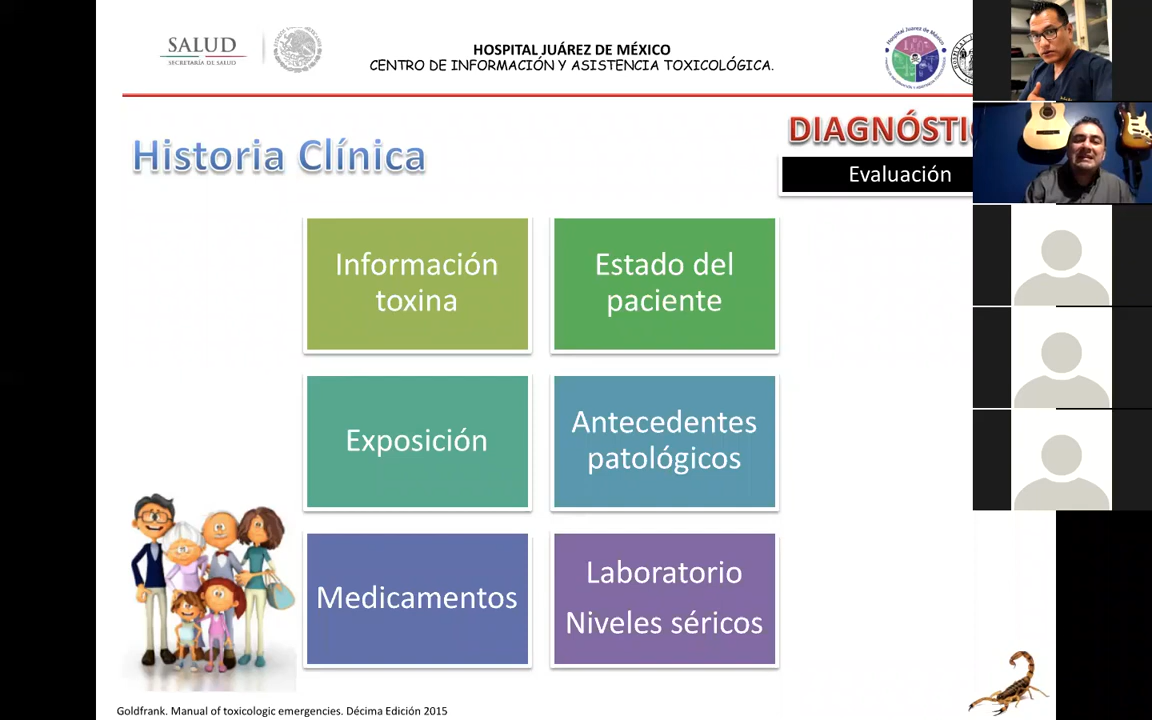 SALUD
SECRETARÍA DE SALUD
HOSPITAL JUÁREZ DE MÉXICO
CENTRO DE INFORMACIÓN Y ASISTENCIA TOXICOLÓGICA.
Historia Clínica
DIAGNÓSTI
Evaluación
Información
toxina
Estado del
paciente
Exposición
Antecedentes
patológicos
Medicamentos
Laboratorio
Niveles séricos
Goldfrank. Manual of toxicologic emergencies. Décima Edición 2015